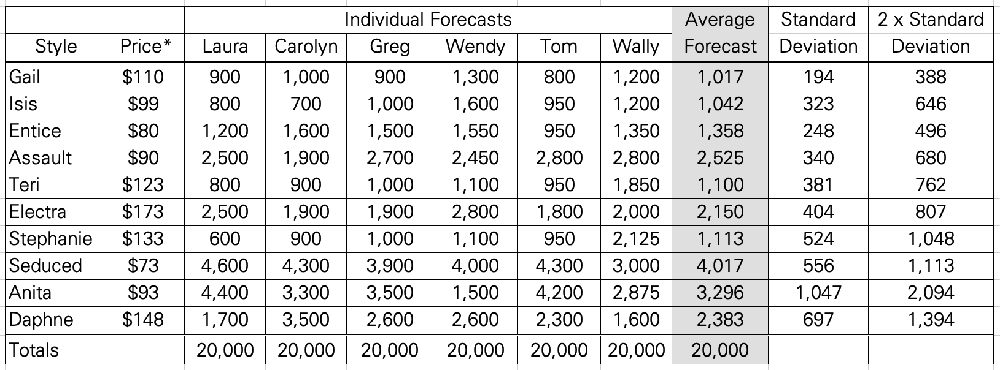 Individual Forecasts Average Standard 2 x Standard
Style Price* Laura Carolyn Greg Wendy Tom Wally Forecast Deviation Deviation
Gail $110 900 1,000 900 1,300 800 1,200 1,017 194 388
Isis $99 800 700 1,000 1,600 950 1,200 1,042 323 646
Entice $80 1,200 1,600 1,500 1,550 950 1,350 1,358 248 496
Assault $90 2,500 1,900 2,700 2,450 2,800 2,800 2,525 340 680
Teri $123 800 900 1,000 1,100 950 1,850 1,100 381 762
Electra $173 2,500 1,900 1,900 2,800 1,800 2,000 2,150 404 807
Stephanie $133 600 900 1,000 1,100 950 2,125 1,113 524 1,048
Seduced $73 4,600 4,300 3,900 4,000 4,300 3,000 4,017 556 1,113
Anita $93 4,400 3,300 3,500 1,500 4,200 2,875 3,296 1,047 2,094
Daphne $148 1,700 3,500 2,600 2,600 2,300 1,600 2,383 697 1,394
Totals 20,000 20,000 20,000 20,000 20,000 20,000 20,000